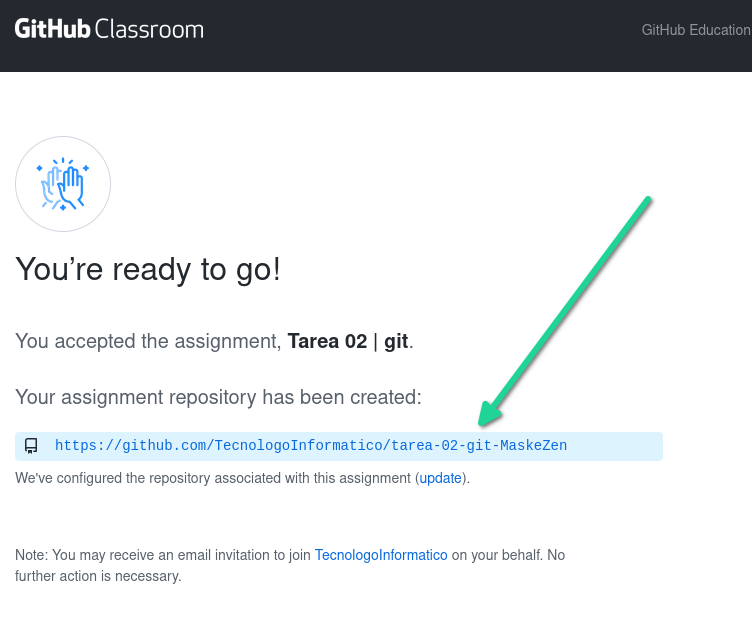 GitHub Classroom
GitHub Education
You’re ready to go!
You accepted the assignment, Tarea 02 | git.
Your assignment repository has been created:
https://github.com/TecnologoInformatico/tarea-02-git-MaskeZen
We've configured the repository associated with this assignment (update).
Note: You may receive an email invitation to join TecnologoInformatico on your behalf. No
further action is necessary.